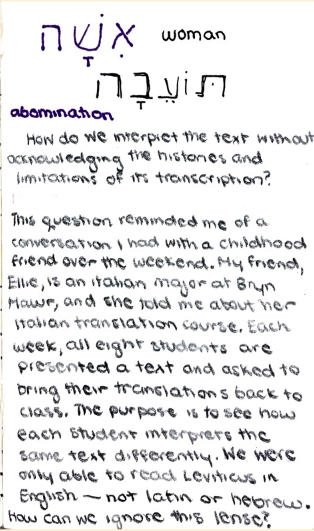 אִשָּׁה woman
תּוֹעֵבָה
abomination
How do we interpret the text without
acknowledging the histories and
limitations of its transcription?
This question reminded me of a
conversation I had with a childhood
friend over the weekend. My friend,
Ellie, is an italian major at Bryn
Mawr, and she told me about her
italian translation course. Each
week, all eight students are
presented a text and asked to
bring their translations back to
class. The purpose is to see how
each student interprets the
same text differently. We were
only able to read Leviticus in
English — not latin or hebrew.
How can we ignore this lense?